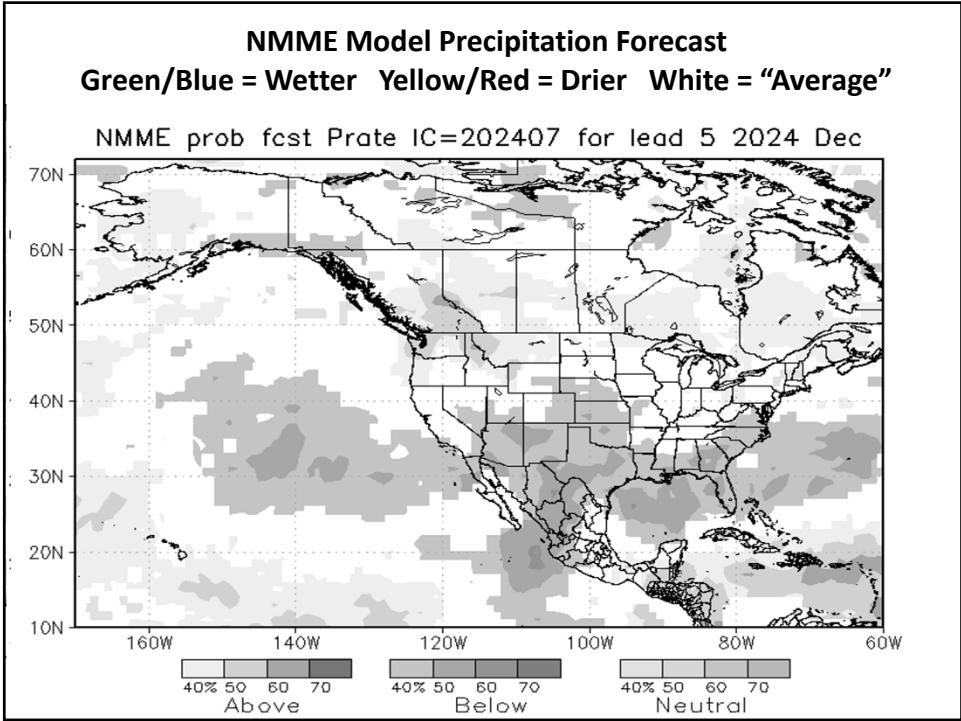 NMME Model Precipitation Forecast
Green/Blue = Wetter Yellow/Red = Drier White = “Average”
NMME prob fcst Prate IC=202407 for lead 5 2024 Dec
70N
60N
50N
40N
30N
20N
10N
160W 140W 120W 100W 80W 60W
40% 50 60 70 40% 50 60 70 40% 50 60 70
Above Below Neutral